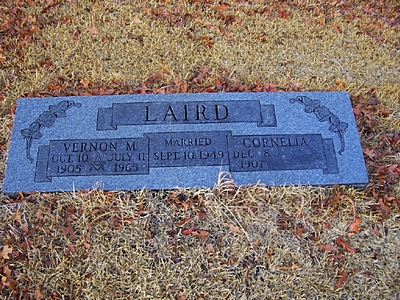 LAIRD
VERNON M.
OCT. 10 JULY 11
1905 1965
MARRIED
SEPT. 10, 1949
CORNELIA
DEC. 8
1907